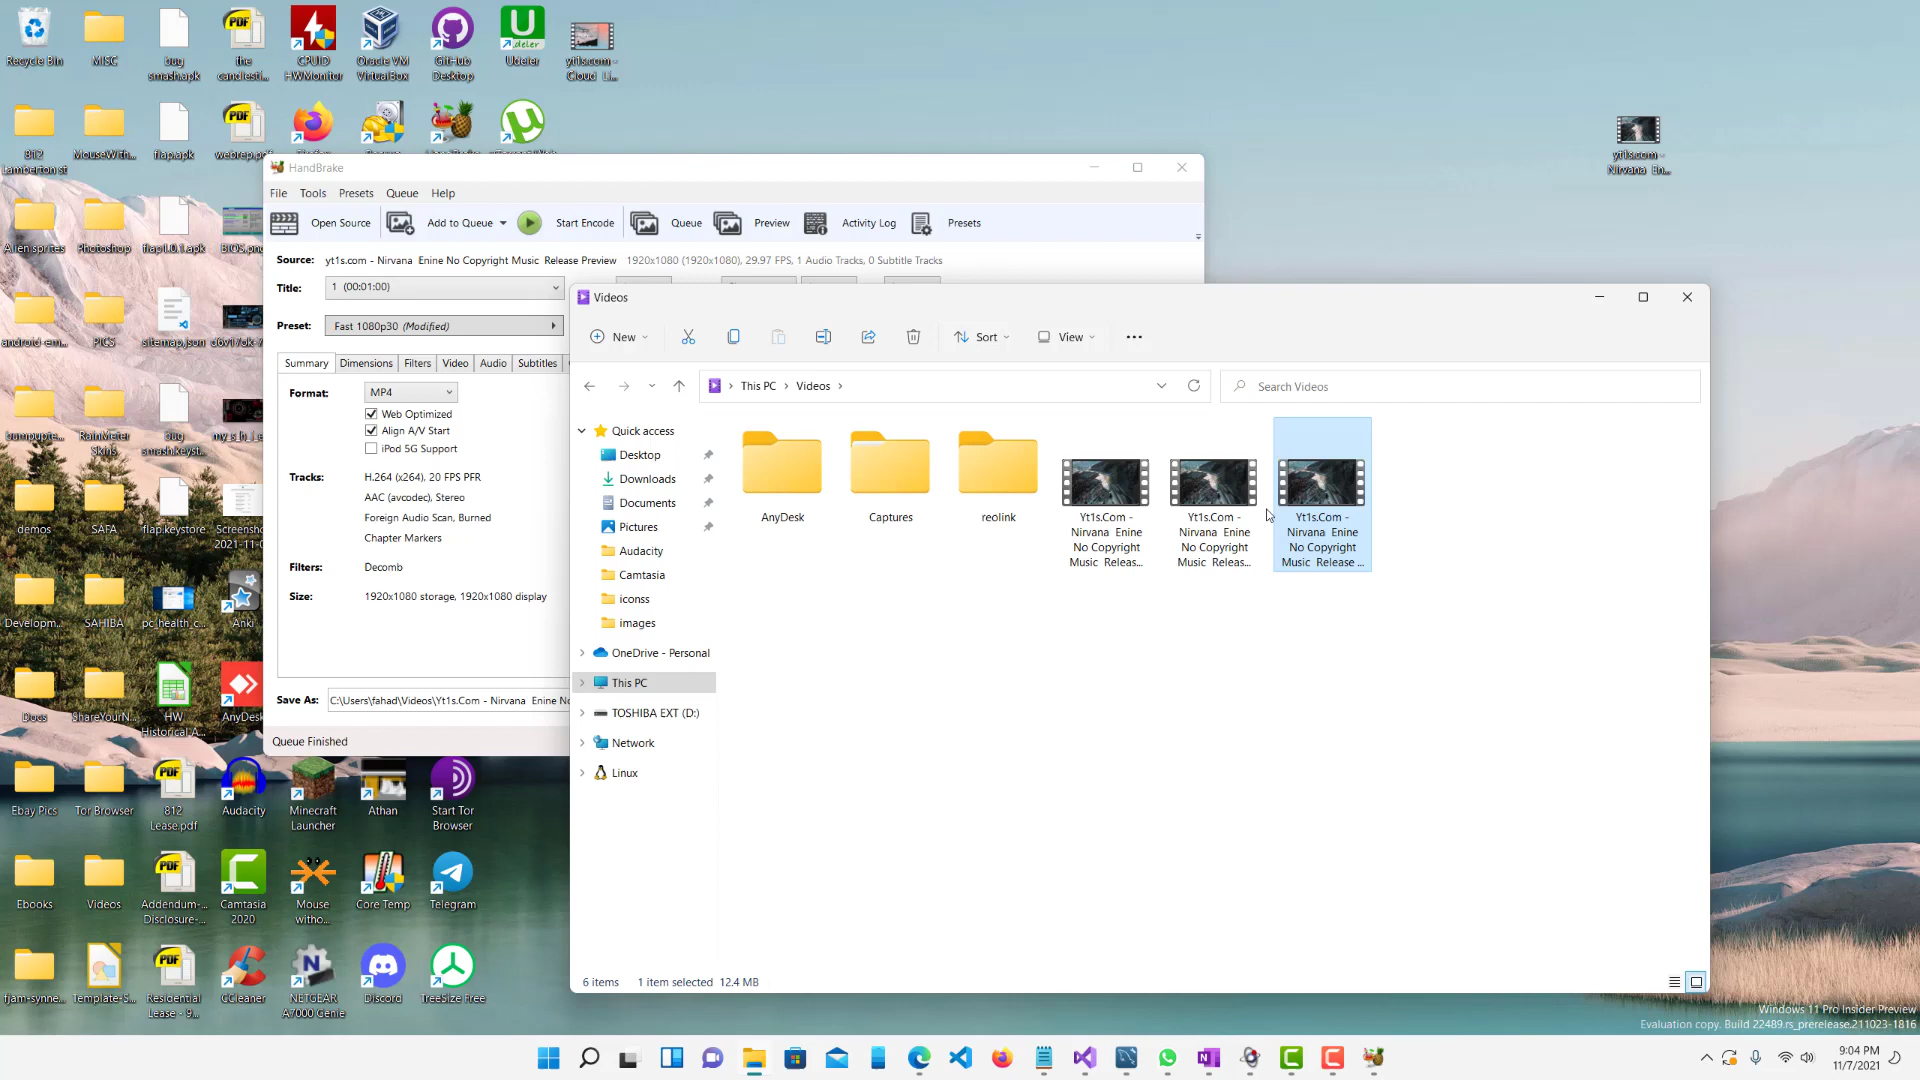 Recycle Bin
MISC
bug
smash.apk
the
candlesti...
CPUID
HWMonitor
Oracle VM
VirtualBox
GitHub
Desktop
Udeler
yt1s.com -
Cloud Li...
812
Lamberton st
MouseWith...
flap.apk
webrep.pdf
yt1s.com -
Nirvana En...
HandBrake
File
Tools
Presets
Queue
Help
Open Source
Add to Queue
Start Encode
Queue
Preview
Activity Log
Presets
Source:
yt1s.com - Nirvana Enine No Copyright Music Release Preview
1920x1080 (1920x1080), 29.97 FPS, 1 Audio Tracks, 0 Subtitle Tracks
Title:
1 (00:01:00)
Preset:
Fast 1080p30 (Modified)
Summary
Dimensions
Filters
Video
Audio
Subtitles
Format:
MP4
Web Optimized
Align A/V Start
iPod 5G Support
Tracks:
H.264 (x264), 20 FPS PFR
AAC (avcodec), Stereo
Foreign Audio Scan, Burned
Chapter Markers
Filters:
Decomb
Size:
1920x1080 storage, 1920x1080 display
Save As:
C:\Users\fahad\Videos\Yt1s.Com - Nirvana Enine No
Queue Finished
Videos
New
Sort
View
This PC
Videos
Search Videos
Quick access
Desktop
Downloads
Documents
Pictures
Audacity
Camtasia
iconss
images
OneDrive - Personal
This PC
TOSHIBA EXT (D:)
Network
Linux
AnyDesk
Captures
reolink
Yt1s.Com -
Nirvana Enine
No Copyright
Music Releas...
Yt1s.Com -
Nirvana Enine
No Copyright
Music Releas...
Yt1s.Com -
Nirvana Enine
No Copyright
Music Release ...
6 items
1 item selected
12.4 MB
Alien sprites
Photoshop
flap1.0.1.apk
BIOS.png
android-em...
PICS
sitemap.json
bumpupte...
RainMeter
Skins
bug
smash.keyst...
demos
SAFA
flap.keystore
Screenshot
2021-11-0
Developm...
SAHIBA
pc_health_c...
Anki
Docs
ShareYourN...
HW
Historical A...
AnyDesk
Ebay Pics
Tor Browser
812
Lease.pdf
Audacity
Minecraft
Launcher
Athan
Start Tor
Browser
Ebooks
Videos
Addendum-...
Disclosure-...
Camtasia
2020
Mouse
witho...
Core Temp
Telegram
fjam-synne...
Template-S...
Residential
Lease - 9...
CCleaner
NETGEAR
A7000 Genie
Discord
TreeSize Free
Windows 11 Pro Insider Preview
Evaluation copy. Build 22489.rs_prerelease.211023-1816
9:04 PM
11/7/2021